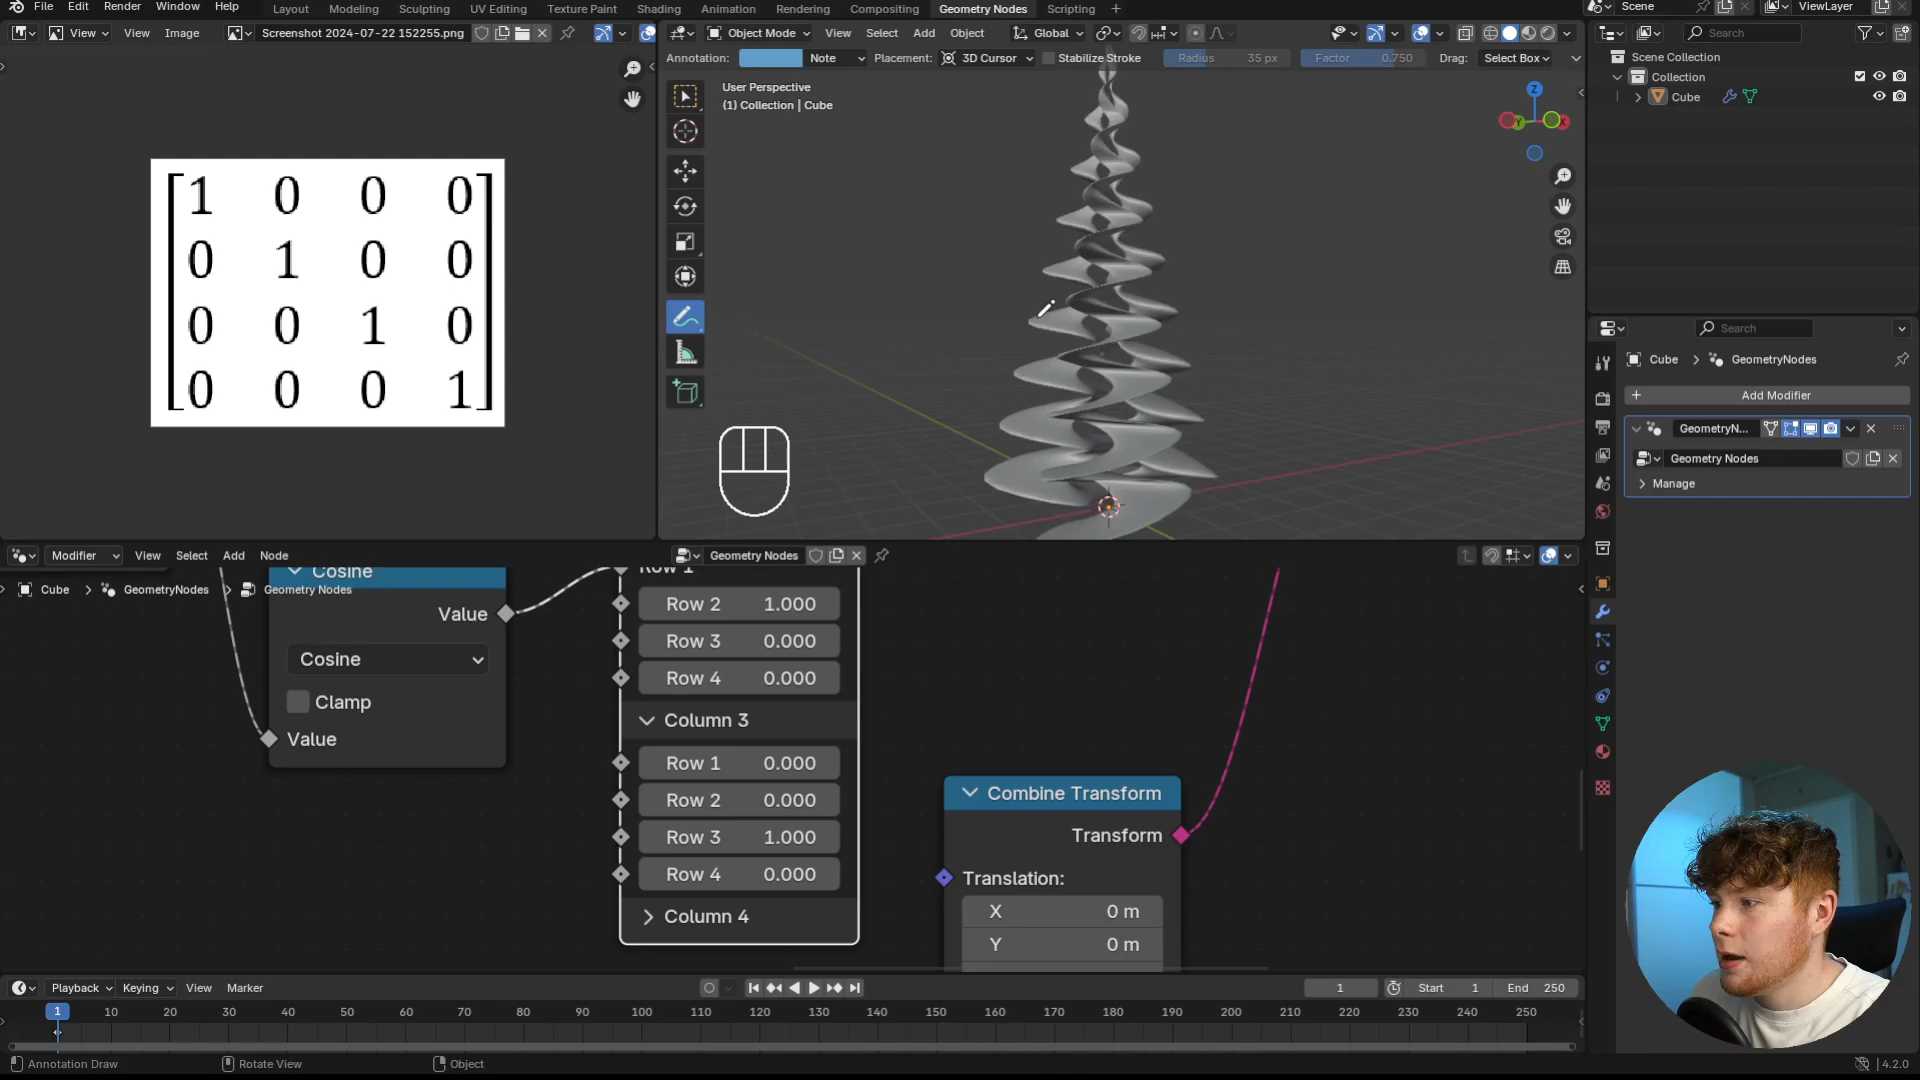 File Edit Render Window Help Layout Modeling Sculpting UV Editing Texture Paint Shading Animation Rendering Compositing Geometry Nodes Scripting + Scene ViewLayer
View View Image Screenshot 2024-07-22 152255.png Object Mode View Select Add Object Global Search
Annotation: Note Placement: 3D Cursor Stabilize Stroke Radius 35 px Factor 0.750 Drag: Select Box
Scene Collection
Collection
Cube
User Perspective
(1) Collection | Cube
Z
Y
X
1 0 0 0
0 1 0 0
0 0 1 0
0 0 0 1
Search
Cube GeometryNodes
Add Modifier
GeometryN...
Geometry Nodes
Manage
Modifier View Select Add Node Geometry Nodes
Cube GeometryNodes Geometry Nodes
Cosine
Value
Cosine
Clamp
Value
Row 1
Row 2 1.000
Row 3 0.000
Row 4 0.000
Column 3
Row 1 0.000
Row 2 0.000
Row 3 1.000
Row 4 0.000
Column 4
Combine Transform
Transform
Translation:
X 0 m
Y 0 m
Playback Keying View Marker 1 Start 1 End 250
1 10 20 30 40 50 60 70 80 90 100 110 120 130 140 150 160 170 180 190 200 210 220 230 240 250
Annotation Draw Rotate View Object 4.2.0